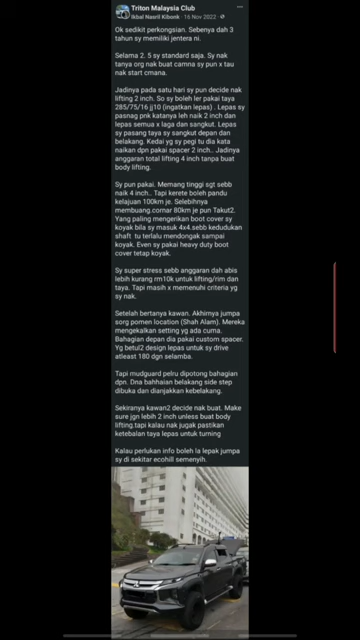 Triton Malaysia Club
Ikbal Nasril Kibonk · 16 Nov 2022 ·
Ok sedikit perkongsian. Sebenya dah 3
tahun sy memiliki jentera ni.
Selama 2. 5 sy standard saja. Sy nak
tanya org nak buat camna sy pun x tau
nak start cmana.
Jadinya pada satu hari sy pun decide nak
lifting 2 inch. So sy boleh ler pakai taya
285/75/16 jj10 (ingatkan lepas) . Lepas sy
pasnag pnk katanya leh naik 2 inch dan
lepas semua x laga dan sangkut. Lepas
sy pasang taya sy sangkut depan dan
belakang. Kedai yg sy pegi tu dia kata
naikan dpn pakai spacer 2 inch.. Jadinya
anggaran total lifting 4 inch tanpa buat
body lifting.
Sy pun pakai. Memang tinggi sgt sebb
naik 4 inch.. Tapi kerete boleh pandu
kelajuan 100km je. Selebihnya
membuang.cornar 80km je pun Takut2.
Yang paling mengerikan boot cover sy
koyak bila sy masuk 4x4.sebb kedudukan
shaft tu terlalu mendongak sampai
koyak. Even sy pakai heavy duty boot
cover tetap koyak.
Sy super stress sebb anggaran dah abis
lebih kurang rm10k untuk lifting/rim dan
taya. Tapi masih x memenuhi criteria yg
sy nak.
Setelah bertanya kawan. Akhirnya jumpa
sorg pomen location (Shah Alam). Mereka
mengekalkan setting yg ada cuma.
Bahagian depan dia pakai custom spacer.
Yg betul2 design lepas untuk sy drive
atleast 180 dgn selamba.
Tapi mudguard pelru dipotong bahagian
dpn. Dna bahhaian belakang side step
dibuka dan dianjakkan kebelakang.
Sekiranya kawan2 decide nak buat. Make
sure jgn lebih 2 inch unless buat body
lifting.tapi kalau nak jugak pastikan
ketebalan taya lepas untuk turning
Kalau perlukan info boleh la lepak jumpa
sy di sekitar ecohill semenyih.